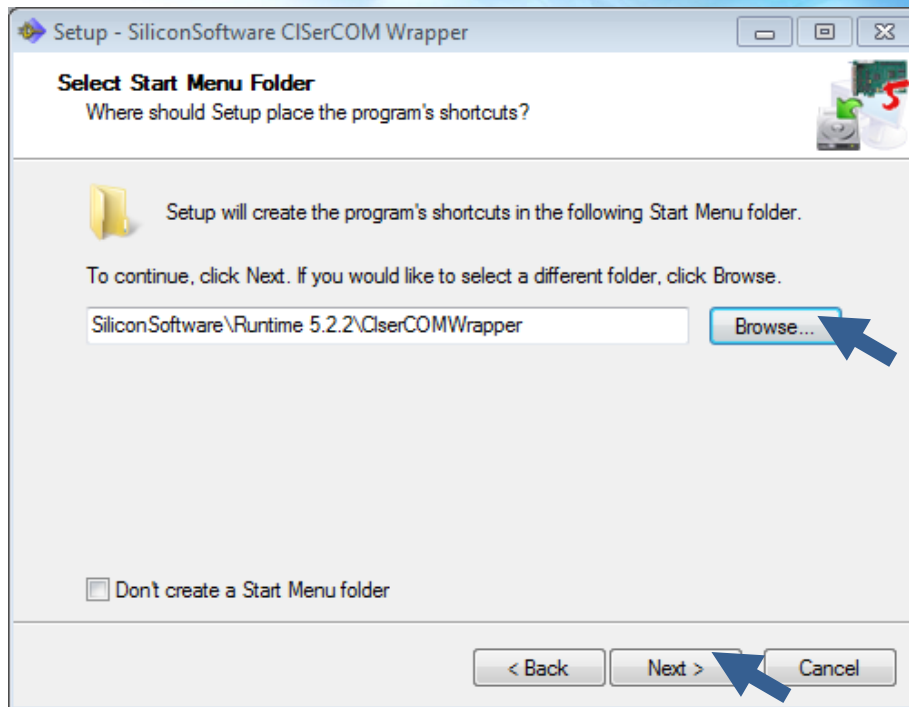 Setup - SiliconSoftware ClSerCOM Wrapper
Select Start Menu Folder
Where should Setup place the program's shortcuts?
5
Setup will create the program's shortcuts in the following Start Menu folder.
To continue, click Next. If you would like to select a different folder, click Browse.
SiliconSoftware\Runtime 5.2.2\ClserCOMWrapper
Browse...
Don't create a Start Menu folder
< Back
Next >
Cancel